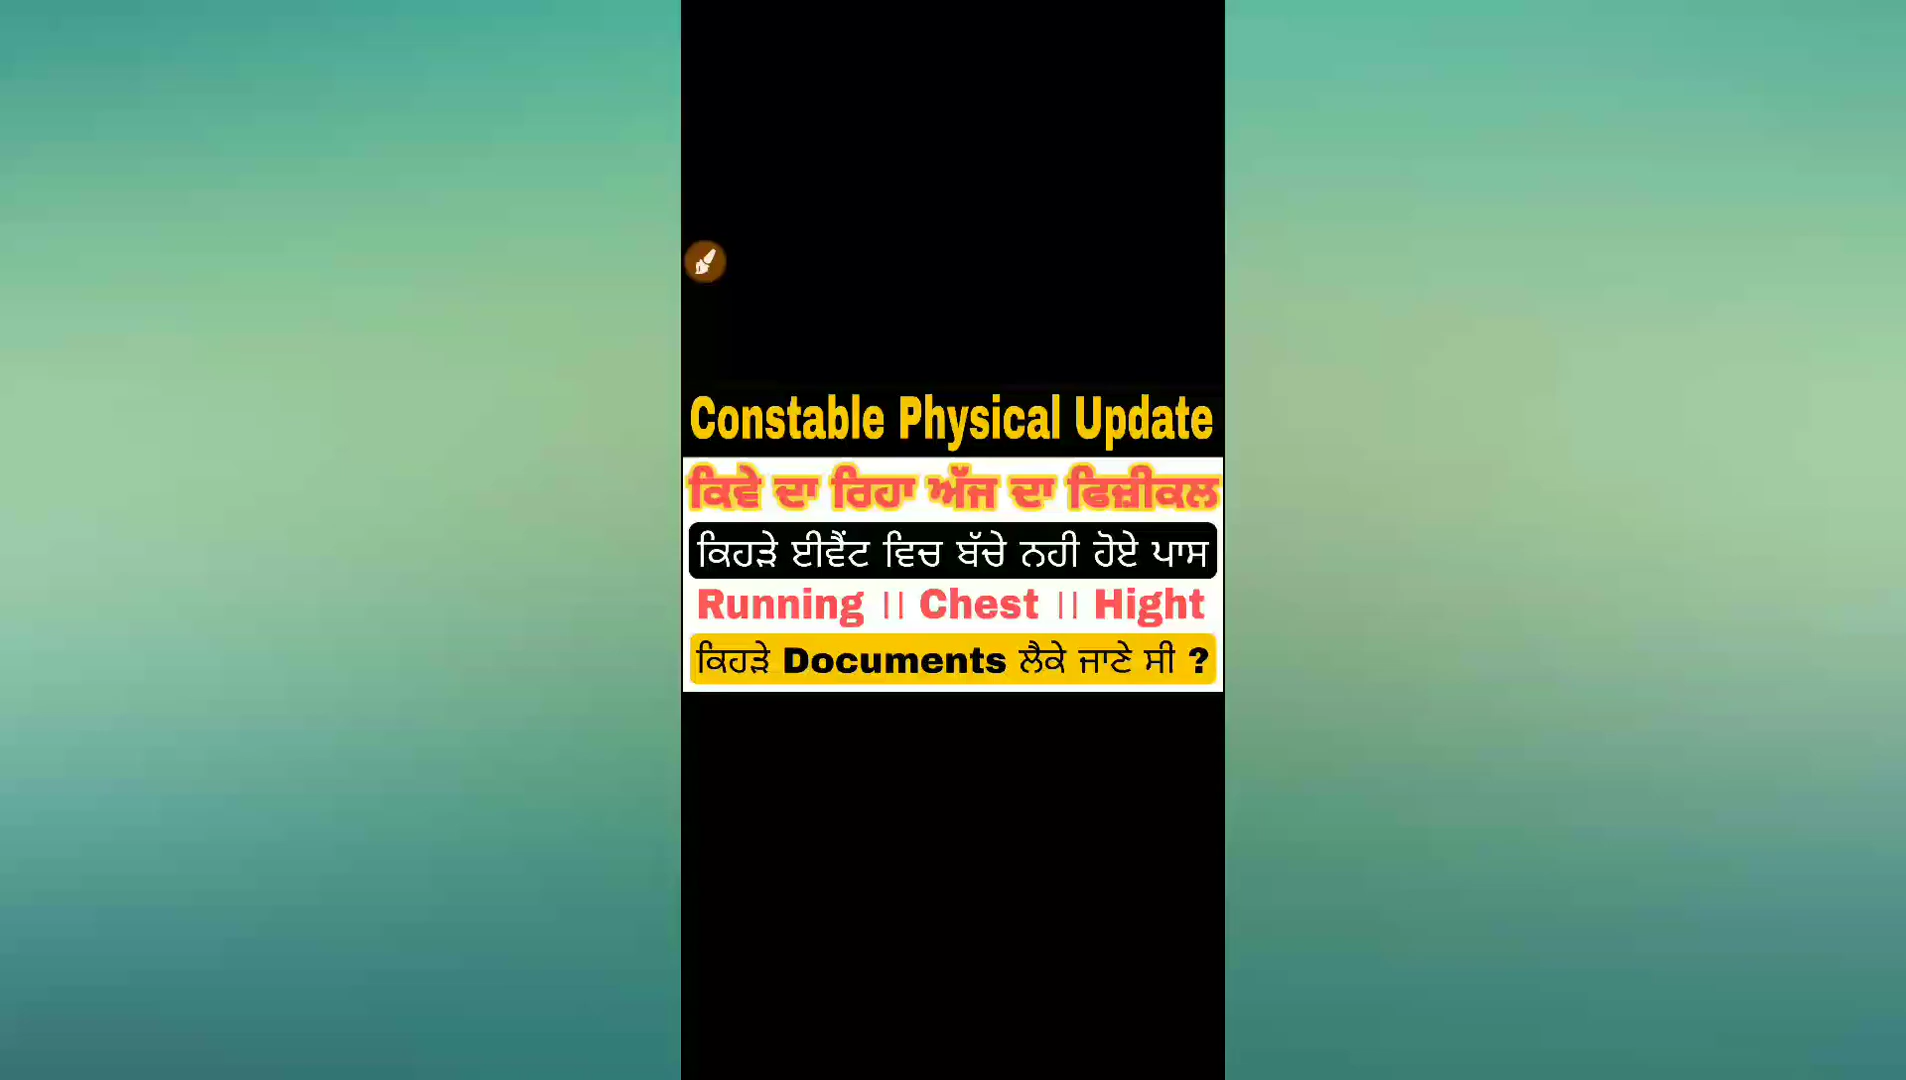 Constable Physical Update
ਕਿਵੇ ਦਾ ਰਿਹਾ ਅੱਜ ਦਾ ਫਿਜ਼ੀਕਲ
ਕਿਹੜੇ ਈਵੈਂਟ ਵਿਚ ਬੱਚੇ ਨਹੀ ਹੋਏ ਪਾਸ
Running ।। Chest ।। Hight
ਕਿਹੜੇ Documents ਲੈਕੇ ਜਾਣੇ ਸੀ ?